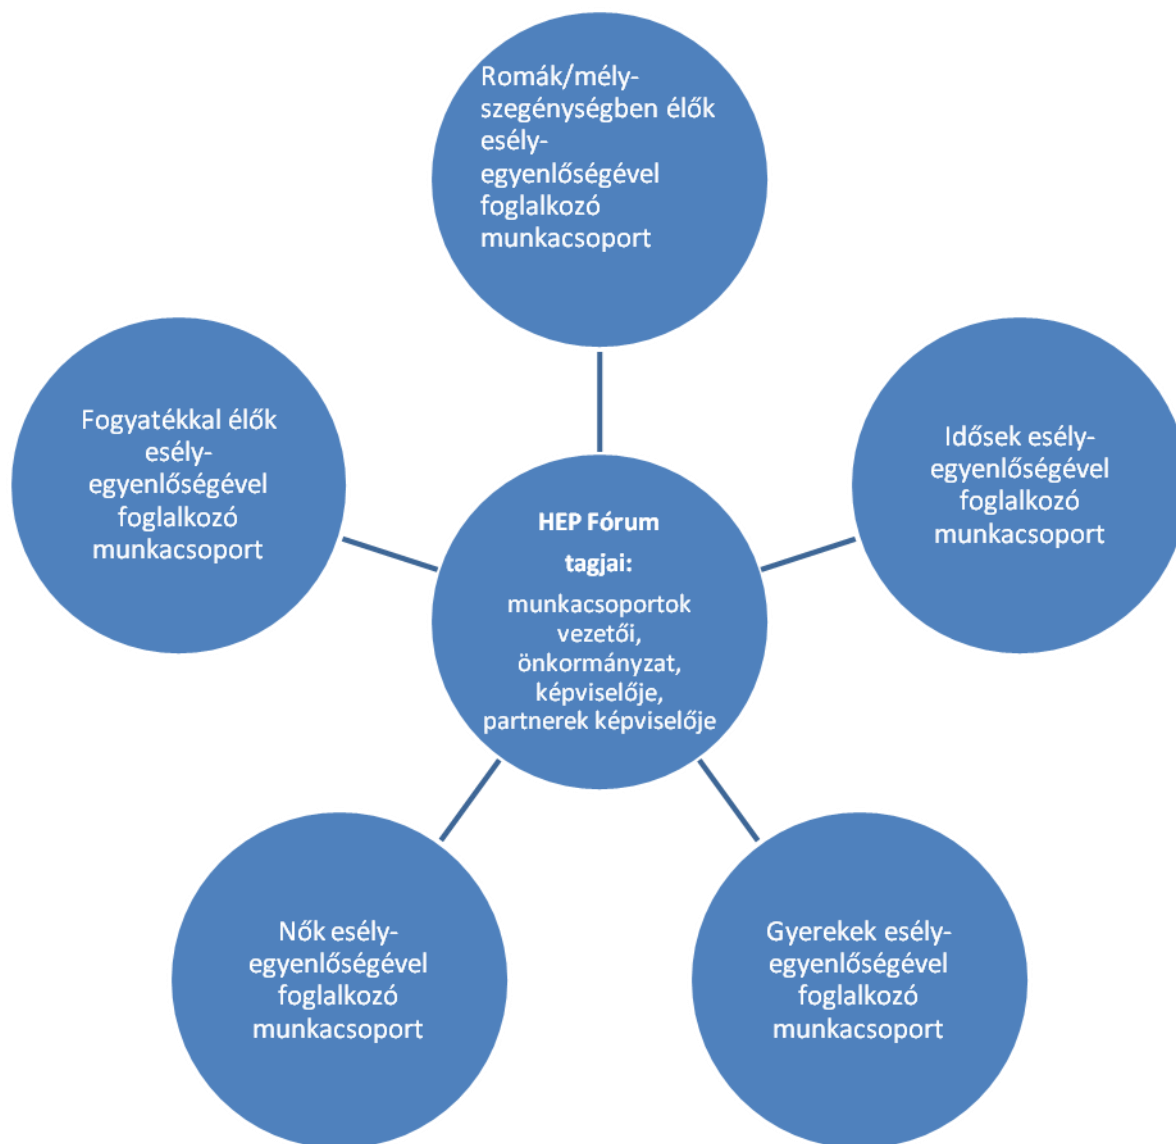 Romák/mély-
szegénységben élők
esély-
egyenlőségével
foglalkozó
munkacsoport
Fogyatékkal élők
esély-
egyenlőségével
foglalkozó
munkacsoport
Idősek esély-
egyenlőségével
foglalkozó
munkacsoport
HEP Fórum
tagjai:
munkacsoportok
vezetői,
önkormányzat,
képviselője,
partnerek képviselője
Nők esély-
egyenlőségével
foglalkozó
munkacsoport
Gyerekek esély-
egyenlőségével
foglalkozó
munkacsoport